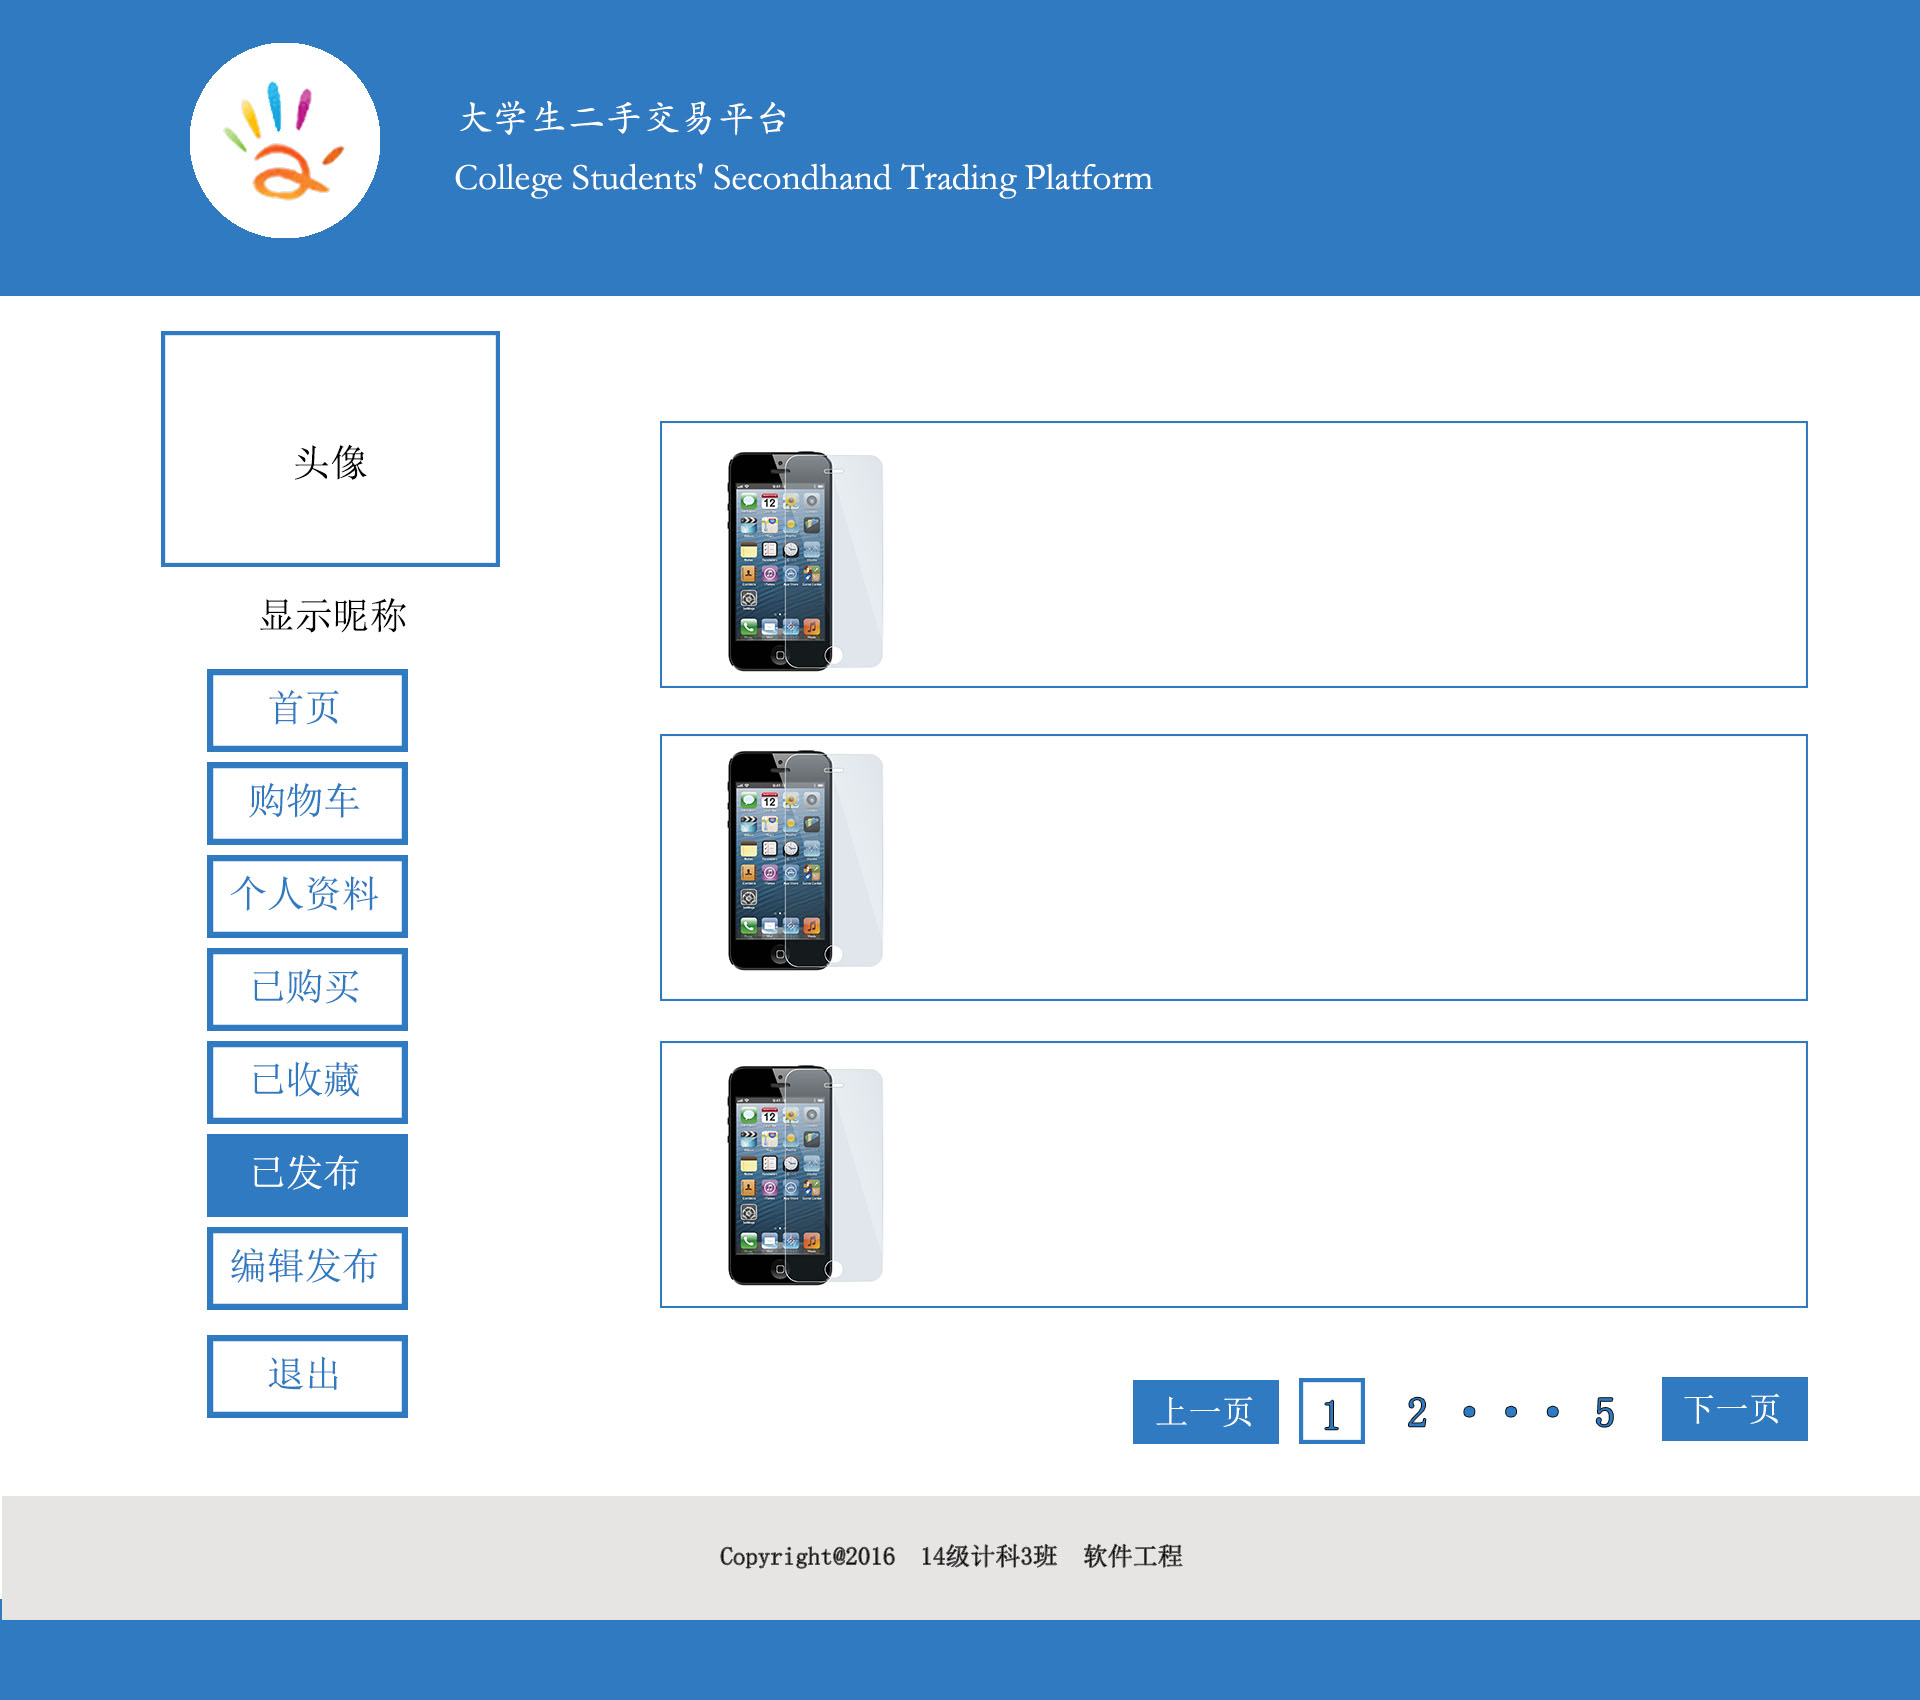 大学生二手交易平台
College Students' Secondhand Trading Platform
头像
显示昵称
首页
购物车
个人资料
已购买
已收藏
已发布
编辑发布
退出
12
12
12
上一页 1 2 • • • 5 下一页
Copyright@2016 14级计科3班 软件工程